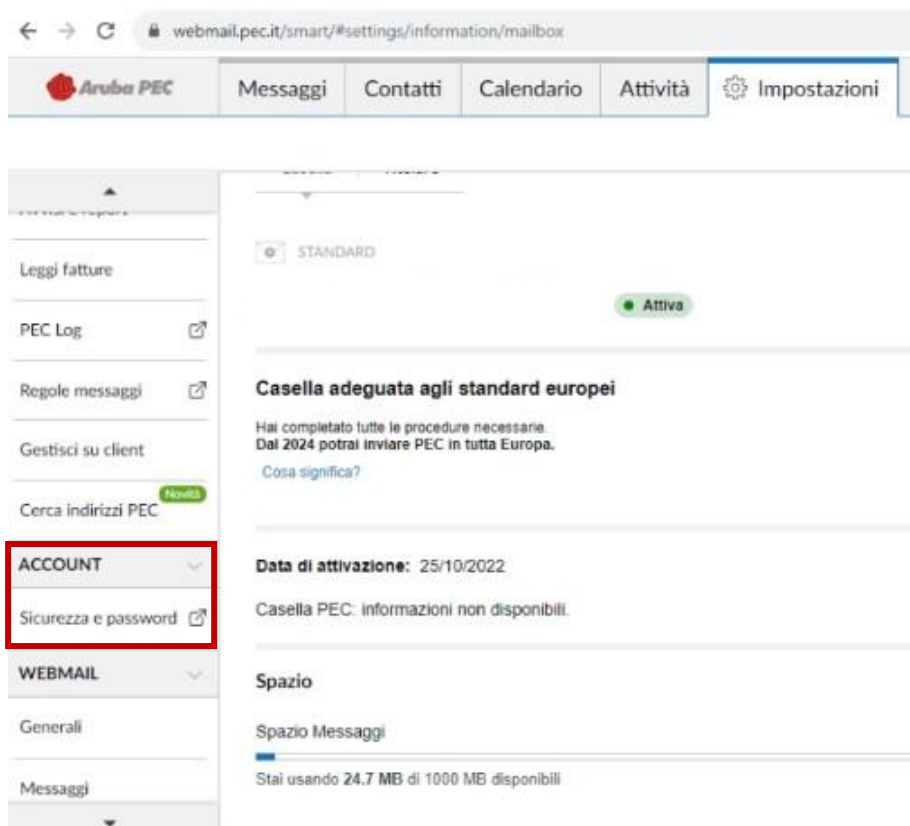 webmail.pec.it/smart/#settings/information/mailbox
Aruba PEC
Messaggi
Contatti
Calendario
Attività
Impostazioni
Leggi fatture
PEC Log
Regole messaggi
Gestisci su client
Novità
Cerca indirizzi PEC
ACCOUNT
Sicurezza e password
WEBMAIL
Generali
Messaggi
STANDARD
Attiva
Casella adeguata agli standard europei
Hai completato tutte le procedure necessarie.
Dal 2024 potrai inviare PEC in tutta Europa.
Cosa significa?
Data di attivazione: 25/10/2022
Casella PEC: informazioni non disponibili.
Spazio
Spazio Messaggi
Stai usando 24.7 MB di 1000 MB disponibili